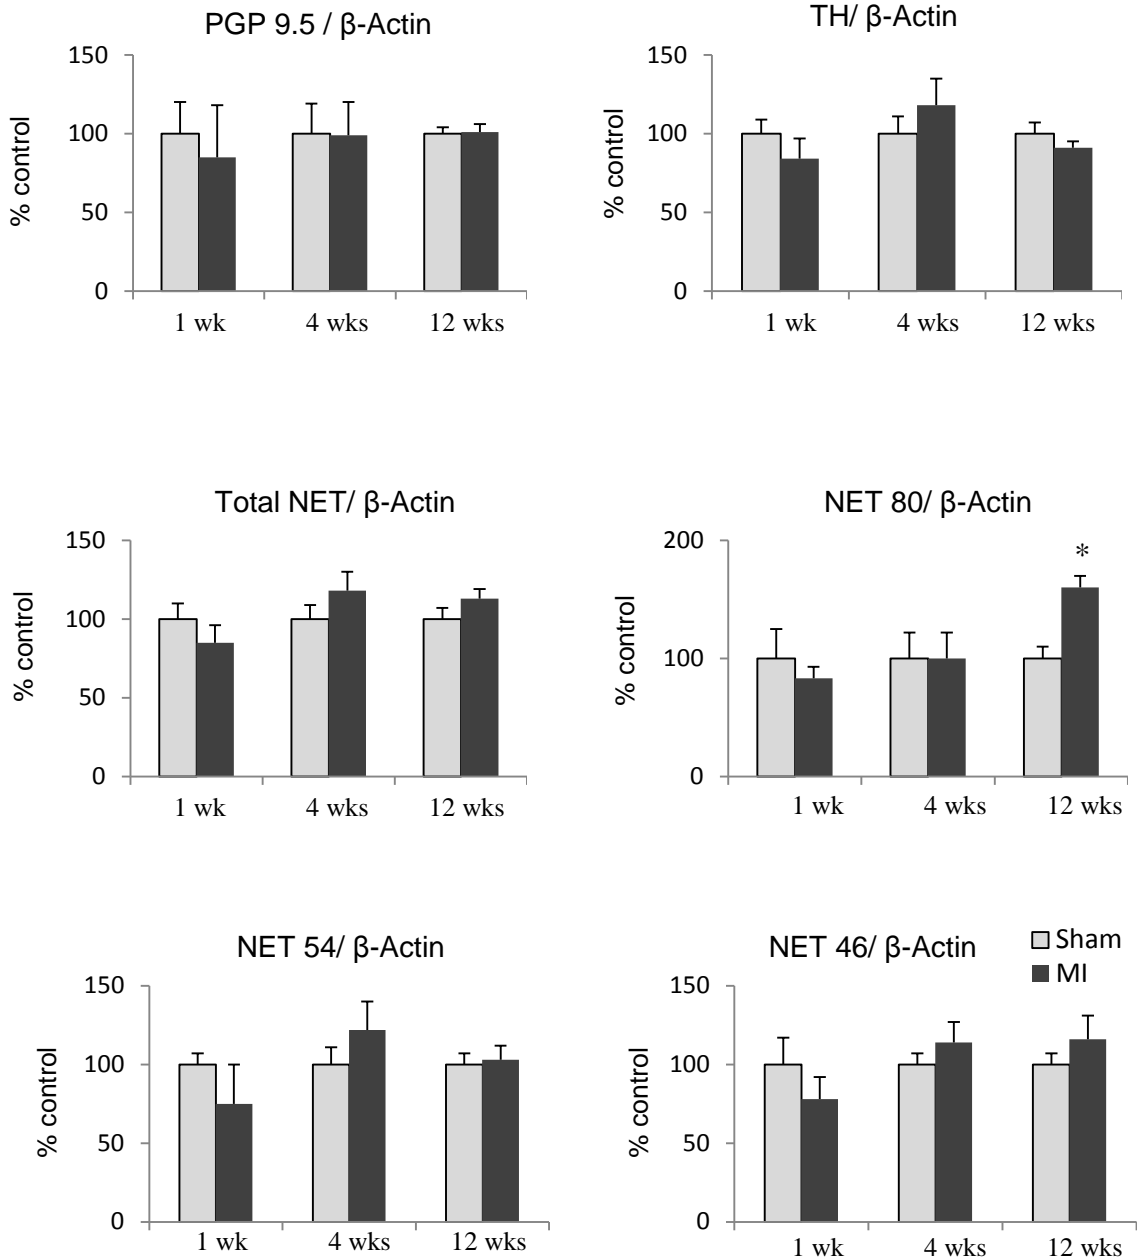 PGP 9.5 / β-Actin
150
100
50
0
% control
1 wk 4 wks 12 wks
TH/ β-Actin
150
100
50
0
% control
1 wk 4 wks 12 wks
Total NET/ β-Actin
150
100
50
0
% control
1 wk 4 wks 12 wks
NET 80/ β-Actin
200
100
0
% control
*
1 wk 4 wks 12 wks
NET 54/ β-Actin
150
100
50
0
% control
1 wk 4 wks 12 wks
NET 46/ β-Actin
Sham
MI
150
100
50
0
% control
1 wk 4 wks 12 wks